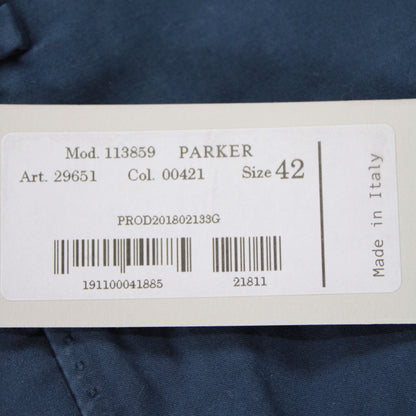 Mod. 113859 PARKER
Art. 29651 Col. 00421 Size 42
PROD201802133G
191100041885 21811
Made in Italy